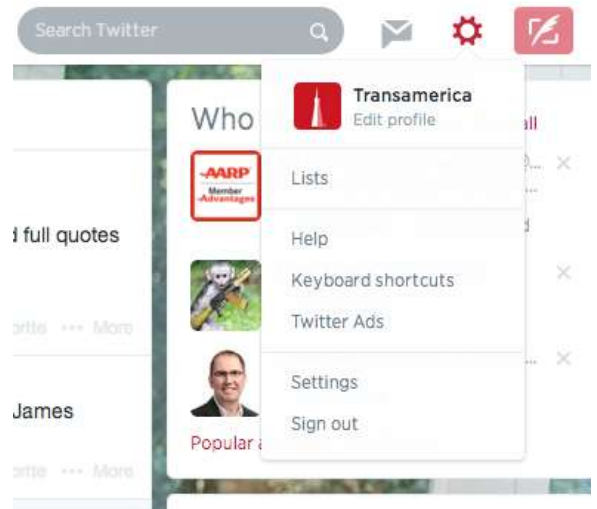 Search Twitter
Transamerica
Edit profile
Who
all
AARP
Member
Advantages
Lists
d full quotes
Help
Keyboard shortcuts
More
Twitter Ads
Settings
James
Sign out
Popular
More